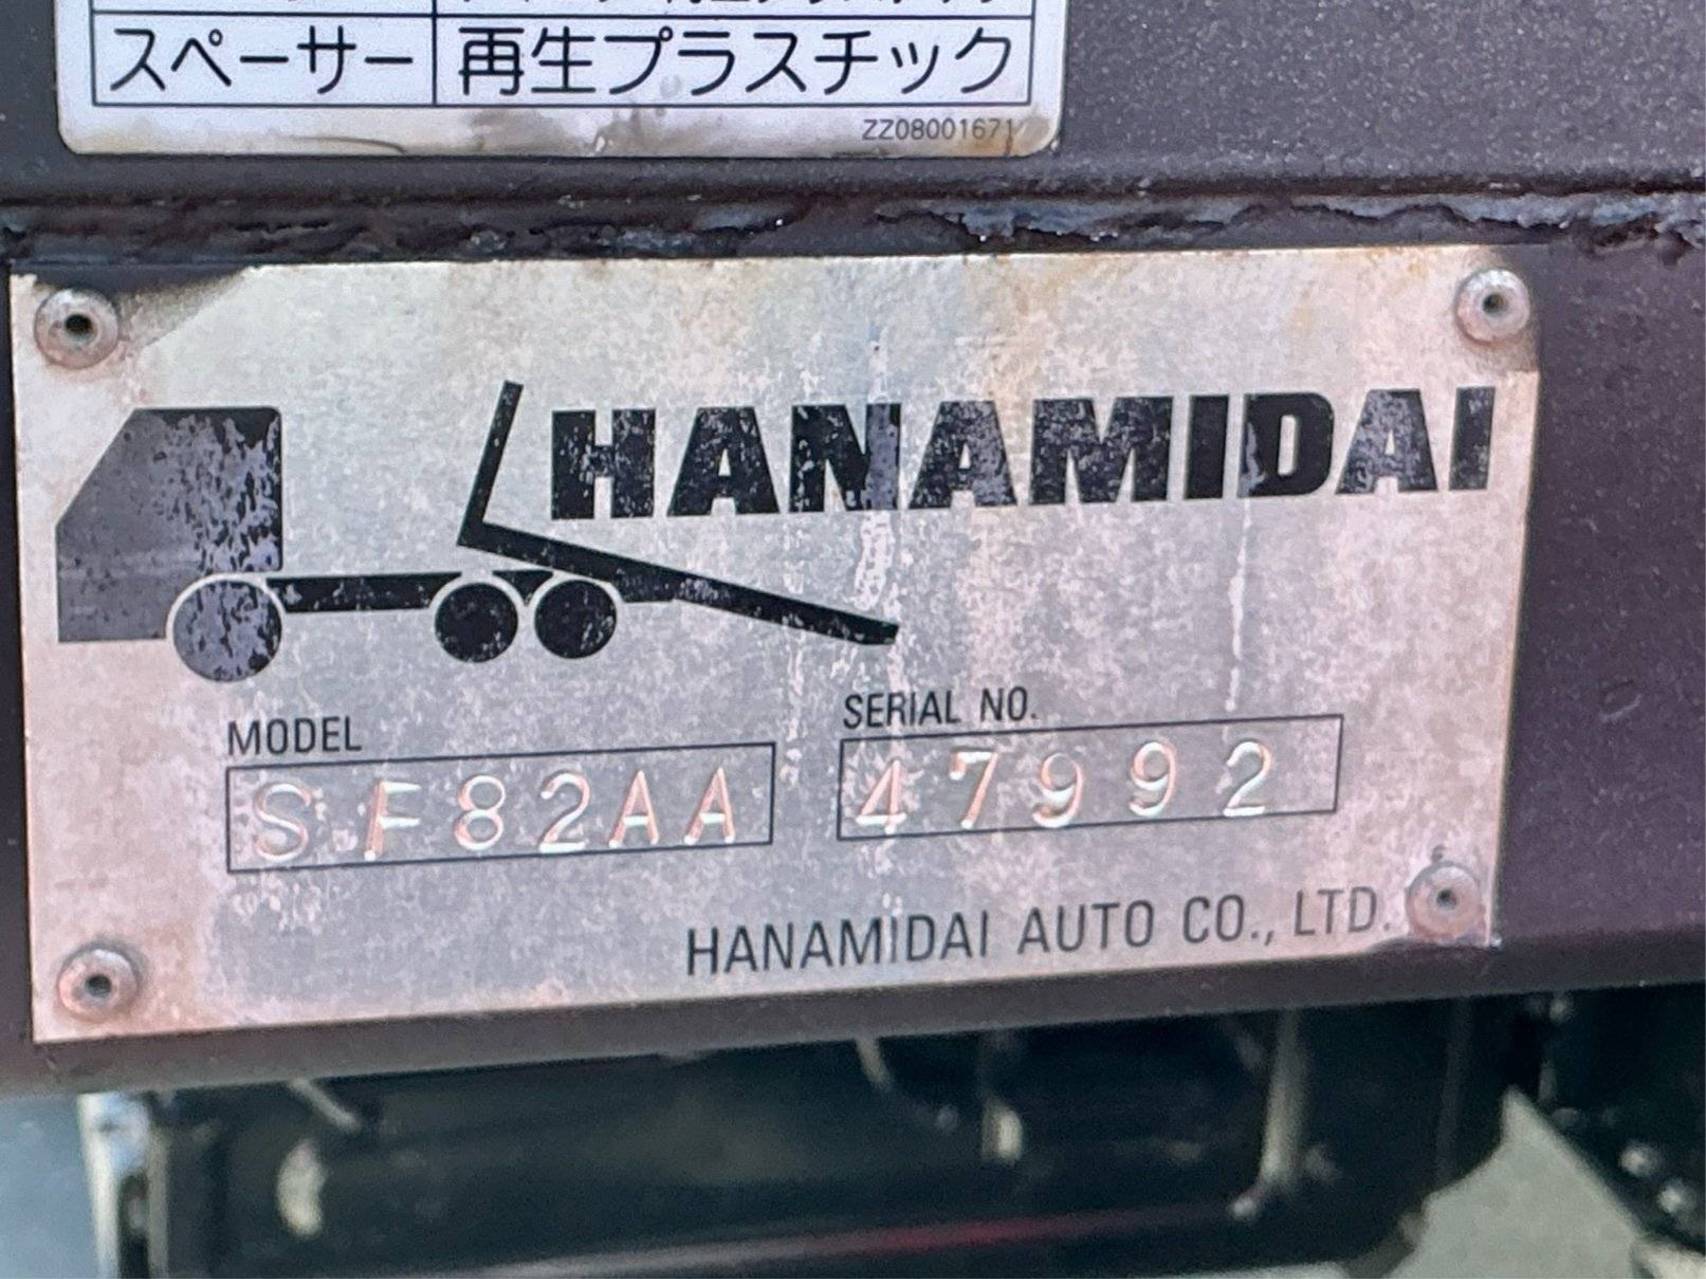 スペーサー 再生プラスチック
ZZ08001671
HANAMIDAI
MODEL SERIAL NO.
SF82AA 47992
HANAMIDAI AUTO CO., LTD.